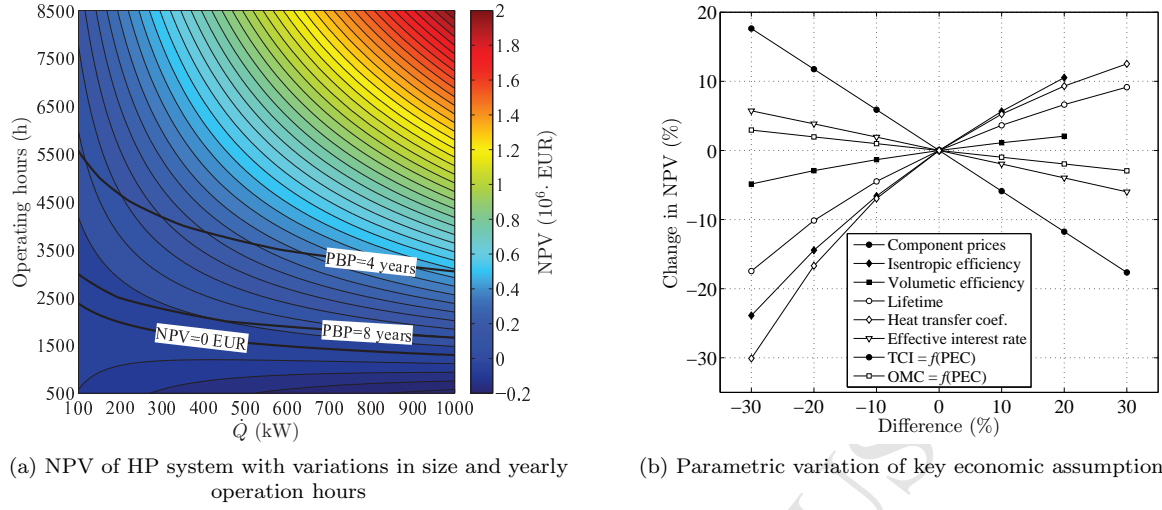 8500
7500
6500
5500
4500
3500
2500
1500
500
Operating hours (h)
PBP=4 years
PBP=8 years
NPV=0 EUR
100 200 300 400 500 600 700 800 900 1000
Q̇ (kW)
2
1.8
1.6
1.4
1.2
1
0.8
0.6
0.4
0.2
0
−0.2
NPV (10⁶· EUR)
(a) NPV of HP system with variations in size and yearly
operation hours
20
10
0
−10
−20
−30
Change in NPV (%)
Component prices
Isentropic efficiency
Volumetric efficiency
Lifetime
Heat transfer coef.
Effective interest rate
TCI = f(PEC)
OMC = f(PEC)
−30 −20 −10 0 10 20 30
Difference (%)
(b) Parametric variation of key economic assumption